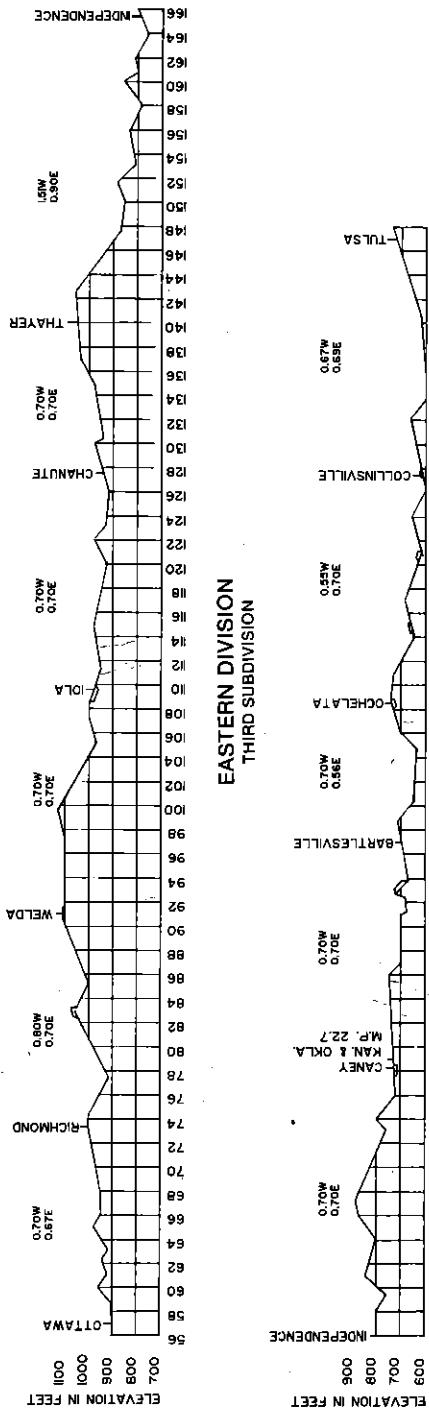 EASTERN DIVISION
THIRD SUBDIVISION
0.70W
0.67E
0.80W
0.70E
0.70W
0.70E
0.70W
0.70E
0.70W
0.70E
1.51W
0.90E
OTTAWA
RICHMOND
WELDA
IOLA
CHANUTE
THAYER
INDEPENDENCE
1100
1000
900
800
700
ELEVATION IN FEET
56 58 60 62 64 66 68 70 72 74 76 78 80 82 84 86 88 90 92 94 96 98 100 102 104 106 108 110 112 114 116 118 120 122 124 126 128 130 132 134 136 138 140 142 144 146 148 150 152 154 156 158 160 162 164 166
0.70W
0.70E
0.70W
0.70E
0.70W
0.56E
0.55W
0.70E
0.67W
0.69E
INDEPENDENCE
CANEY
KAN. & OKLA.
M.P. 22.7
BARTLESVILLE
OCHELATA
COLLINSVILLE
TULSA
900
800
700
ELEVATION IN FEET